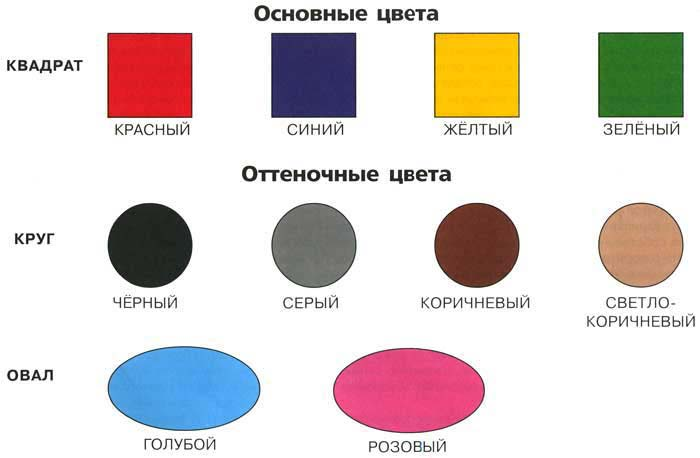 Основные цвета
КВАДРАТ
КРАСНЫЙ СИНИЙ ЖЁЛТЫЙ ЗЕЛЁНЫЙ
Оттеночные цвета
КРУГ
ЧЁРНЫЙ СЕРЫЙ КОРИЧНЕВЫЙ СВЕТЛО-
КОРИЧНЕВЫЙ
ОВАЛ
ГОЛУБОЙ РОЗОВЫЙ